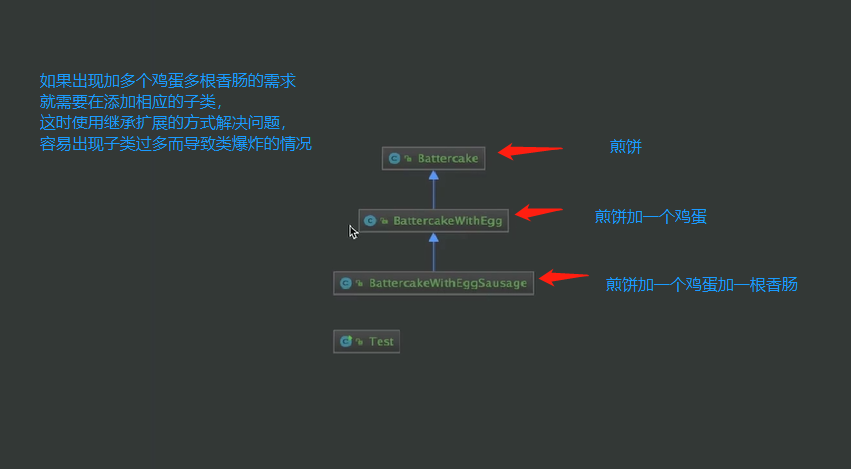 如果出现加多个鸡蛋多根香肠的需求
就需要在添加相应的子类，
这时使用继承扩展的方式解决问题，
容易出现子类过多而导致类爆炸的情况
Battercake
煎饼
BattercakeWithEgg
煎饼加一个鸡蛋
BattercakeWithEggSausage
煎饼加一个鸡蛋加一根香肠
Test